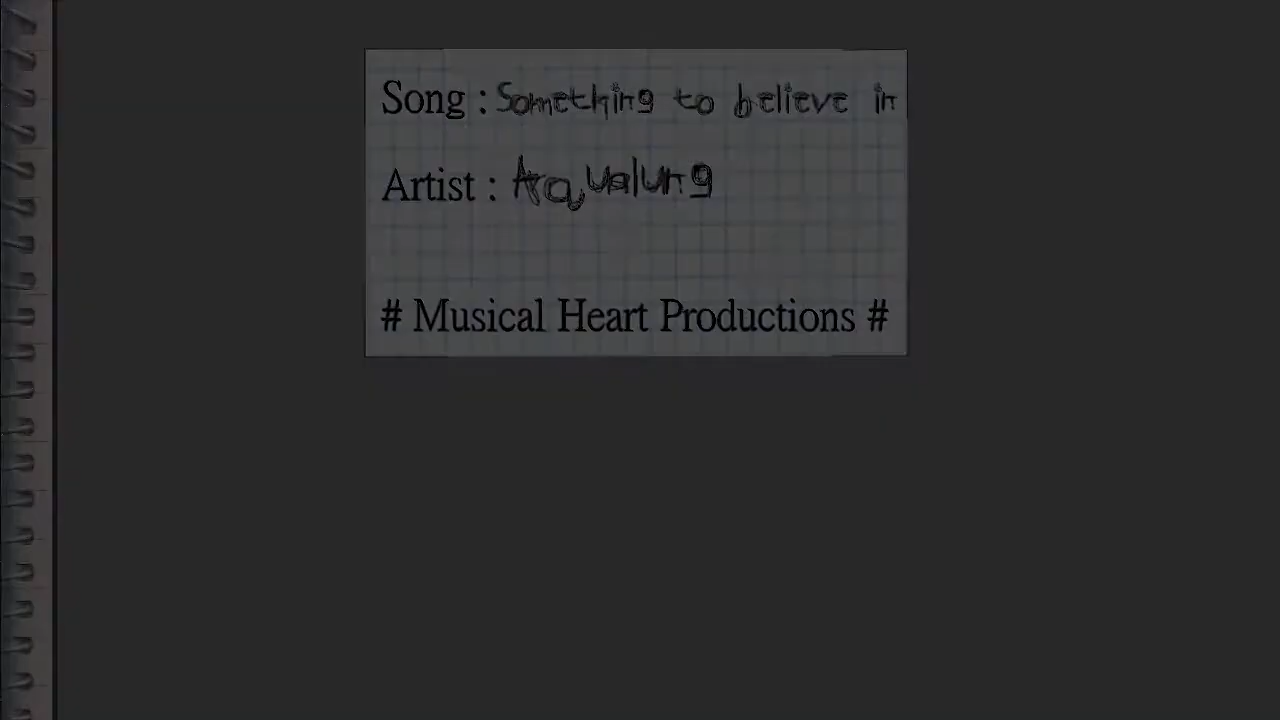 Song : Something to believe in
Artist : Aqualung
# Musical Heart Productions #